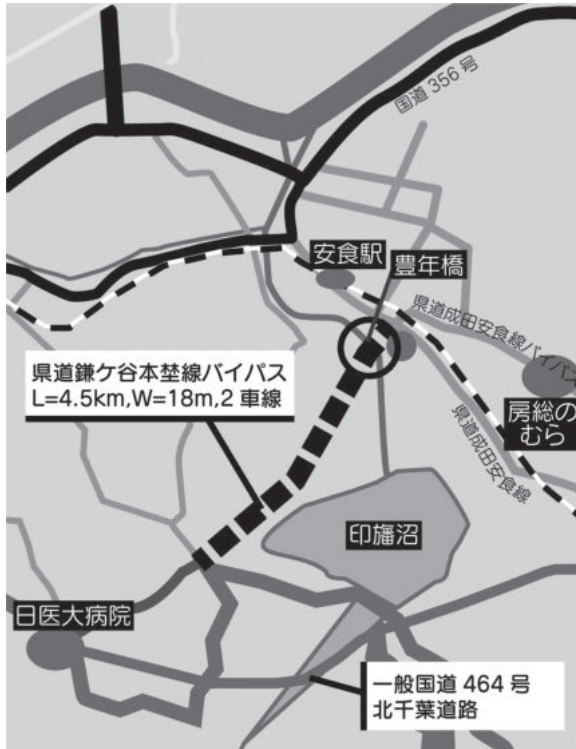 国道 356 号
安食駅
豊年橋
県道成田安食線バイパス
県道鎌ケ谷本埜線バイパス
L=4.5km,W=18m,2 車線
房総の
むら
県道成田安食線
印旛沼
日医大病院
一般国道 464 号
北千葉道路